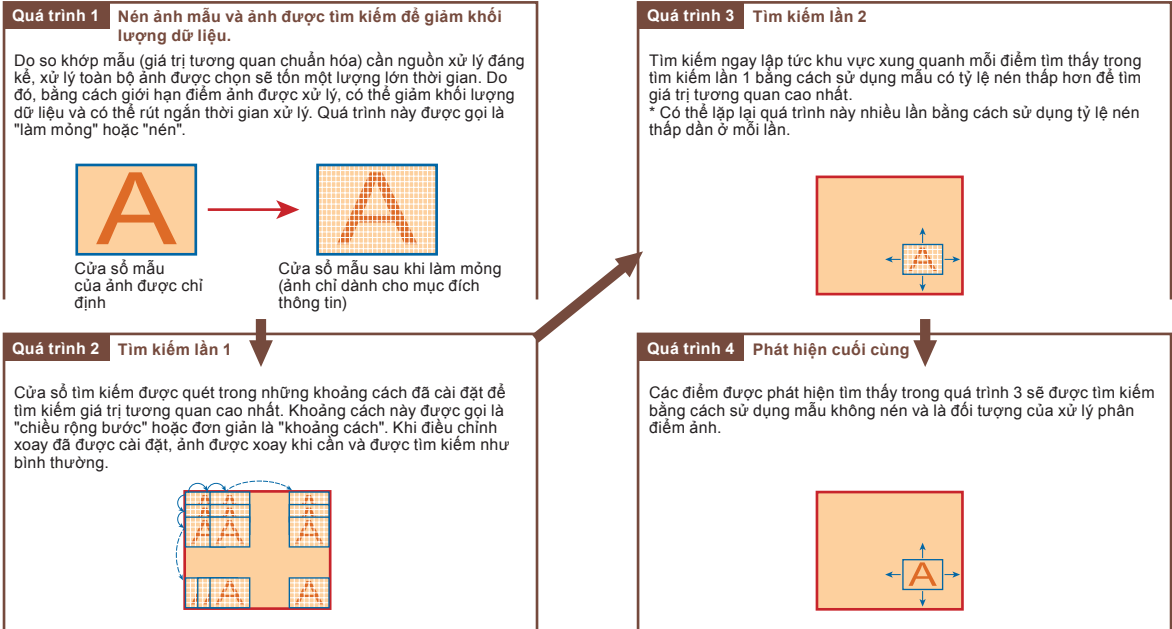 Quá trình 1 Nén ảnh mẫu và ảnh được tìm kiếm để giảm khối
lượng dữ liệu.
Do so khớp mẫu (giá trị tương quan chuẩn hóa) cần nguồn xử lý đáng
kể, xử lý toàn bộ ảnh được chọn sẽ tốn một lượng lớn thời gian. Do
đó, bằng cách giới hạn điểm ảnh được xử lý, có thể giảm khối lượng
dữ liệu và có thể rút ngắn thời gian xử lý. Quá trình này được gọi là
"làm mỏng" hoặc "nén".
A
A
Cửa sổ mẫu
của ảnh được chỉ
định
Cửa sổ mẫu sau khi làm mỏng
(ảnh chỉ dành cho mục đích
thông tin)
Quá trình 2 Tìm kiếm lần 1
Cửa sổ tìm kiếm được quét trong những khoảng cách đã cài đặt để
tìm kiếm giá trị tương quan cao nhất. Khoảng cách này được gọi là
"chiều rộng bước" hoặc đơn giản là "khoảng cách". Khi điều chỉnh
xoay đã được cài đặt, ảnh được xoay khi cần và được tìm kiếm như
bình thường.
A A A
A A A
A A
Quá trình 3 Tìm kiếm lần 2
Tìm kiếm ngay lập tức khu vực xung quanh mỗi điểm tìm thấy trong
tìm kiếm lần 1 bằng cách sử dụng mẫu có tỷ lệ nén thấp hơn để tìm
giá trị tương quan cao nhất.
* Có thể lặp lại quá trình này nhiều lần bằng cách sử dụng tỷ lệ nén
thấp dần ở mỗi lần.
A
Quá trình 4 Phát hiện cuối cùng
Các điểm được phát hiện tìm thấy trong quá trình 3 sẽ được tìm kiếm
bằng cách sử dụng mẫu không nén và là đối tượng của xử lý phân
điểm ảnh.
A